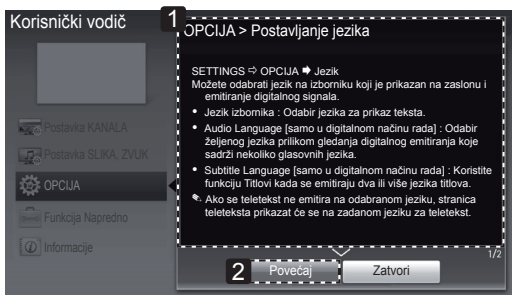 Korisnički vodič
1
OPCIJA > Postavljanje jezika
SETTINGS ⇨ OPCIJA ➡ Jezik
Možete odabrati jezik na izborniku koji je prikazan na zaslonu i
emitiranje digitalnog signala.
• Jezik izbornika : Odabir jezika za prikaz teksta.
• Audio Language [samo u digitalnom načinu rada] : Odabir
željenog jezika prilikom gledanja digitalnog emitiranja koje
sadrži nekoliko glasovnih jezika.
• Subtitle Language [samo u digitalnom načinu rada] : Koristite
funkciju Titlovi kada se emitiraju dva ili više jezika titlova.
✎ Ako se teletekst ne emitira na odabranom jeziku, stranica
teleteksta prikazat će se na zadanom jeziku za teletekst.
Postavka KANALA
Postavka SLIKA, ZVUK
OPCIJA
Funkcija Napredno
Informacije
1/2
2
Povećaj
Zatvori